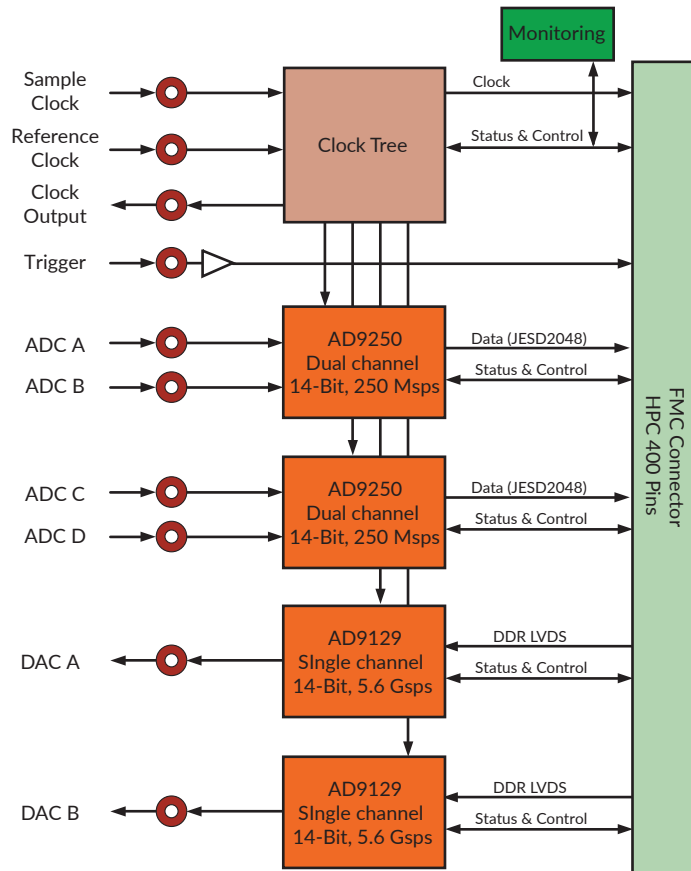 Monitoring
Sample
Clock
Clock
Reference
Clock
Clock Tree
Status & Control
Clock
Output
Trigger
ADC A
ADC B
AD9250
Dual channel
14-Bit, 250 Msps
Data (JESD2048)
Status & Control
FMC Connector
HPC 400 Pins
ADC C
ADC D
AD9250
Dual channel
14-Bit, 250 Msps
Data (JESD2048)
Status & Control
DAC A
AD9129
SIngle channel
14-Bit, 5.6 Gsps
DDR LVDS
Status & Control
DAC B
AD9129
SIngle channel
14-Bit, 5.6 Gsps
DDR LVDS
Status & Control